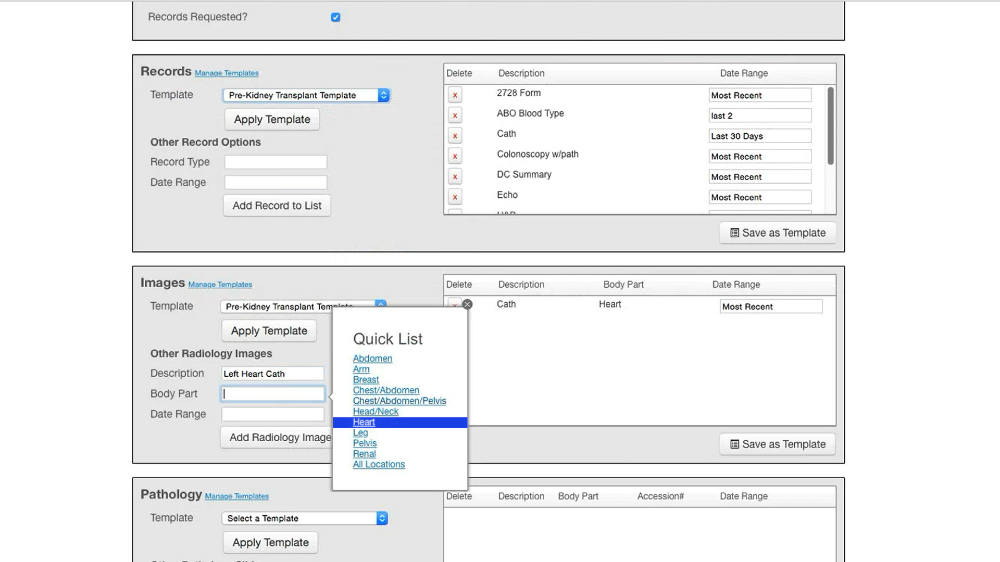 Records Requested?
Records Manage Templates
Template Pre-Kidney Transplant Template
Apply Template
Other Record Options
Record Type
Date Range
Add Record to List
Delete Description Date Range
x 2728 Form Most Recent
x ABO Blood Type last 2
x Cath Last 30 Days
x Colonoscopy w/path Most Recent
x DC Summary Most Recent
x Echo Most Recent
Save as Template
Images Manage Templates
Template Pre-Kidney Transplant Template
Apply Template
Other Radiology Images
Description Left Heart Cath
Body Part
Date Range
Add Radiology Image
Quick List
Abdomen
Arm
Breast
Chest/Abdomen
Chest/Abdomen/Pelvis
Head/Neck
Heart
Leg
Pelvis
Renal
All Locations
Delete Description Body Part Date Range
x Cath Heart Most Recent
Save as Template
Pathology Manage Templates
Template Select a Template
Apply Template
Delete Description Body Part Accession# Date Range